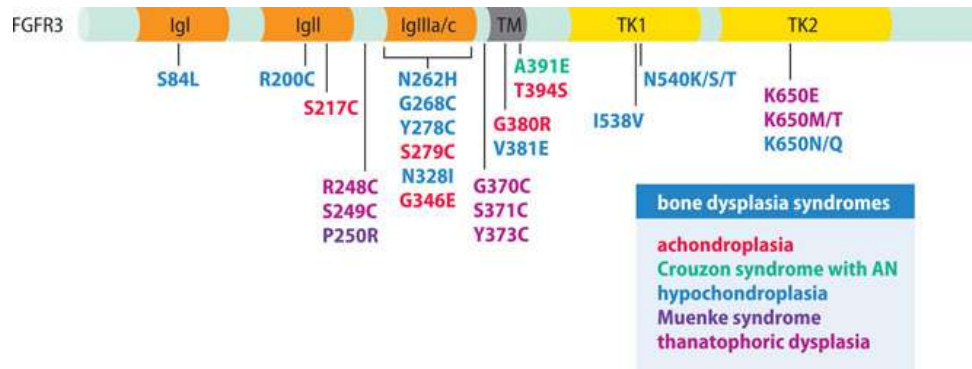 FGFR3 IgI IgII IgIIIa/c TM TK1 TK2
S84L
R200C
S217C
R248C
S249C
P250R
N262H
G268C
Y278C
S279C
N328I
G346E
G370C
S371C
Y373C
A391E
T394S
G380R
V381E
I538V
N540K/S/T
K650E
K650M/T
K650N/Q
bone dysplasia syndromes
achondroplasia
Crouzon syndrome with AN
hypochondroplasia
Muenke syndrome
thanatophoric dysplasia